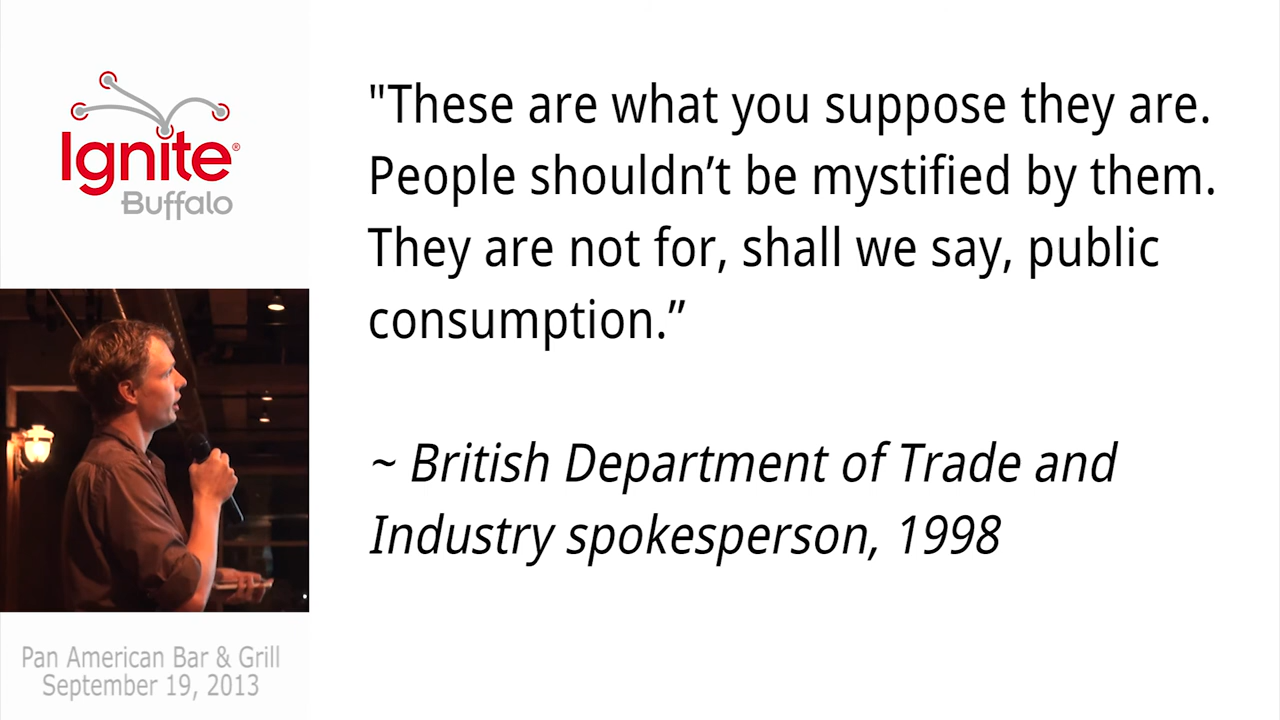 Ignite®
Buffalo
"These are what you suppose they are.
People shouldn’t be mystified by them.
They are not for, shall we say, public
consumption.”
~ British Department of Trade and
Industry spokesperson, 1998
Pan American Bar & Grill
September 19, 2013